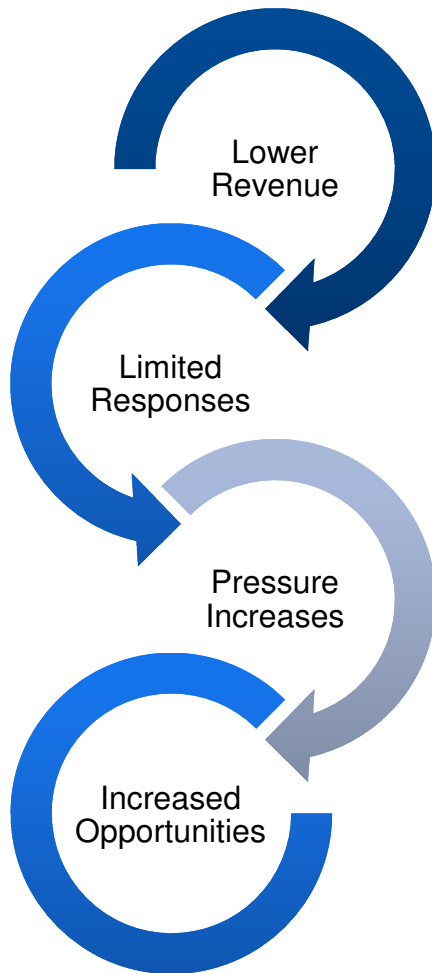 Lower
Revenue
Limited
Responses
Pressure
Increases
Increased
Opportunities